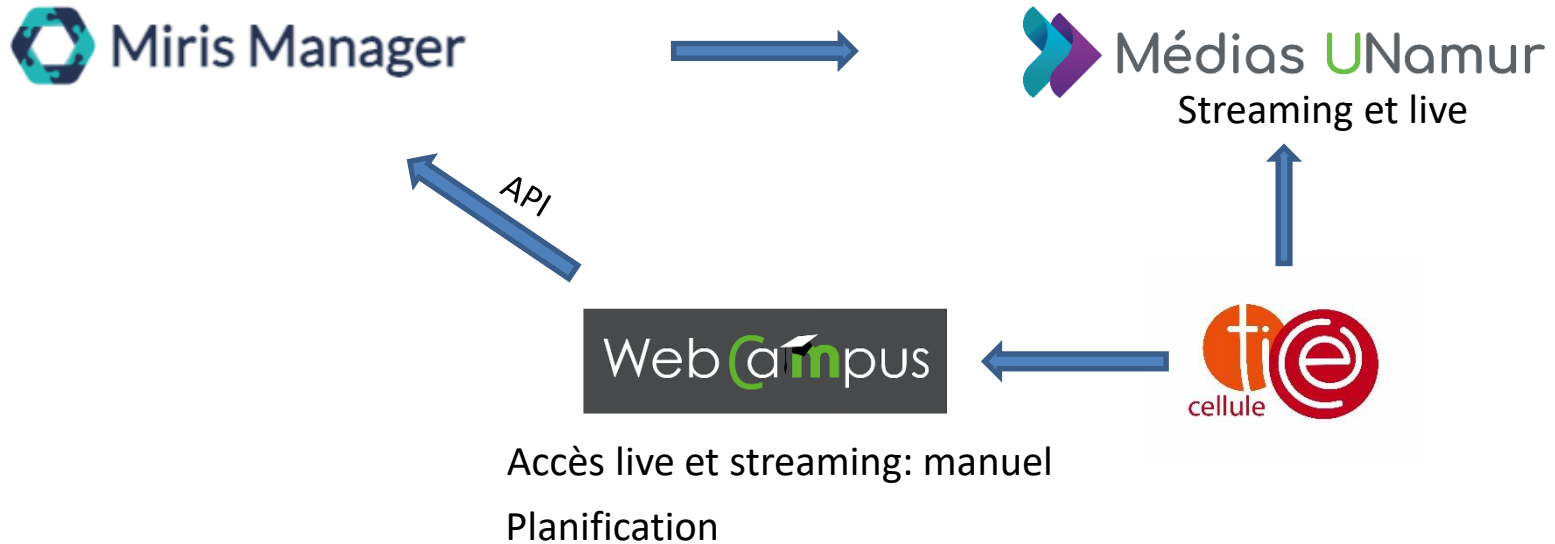 Miris Manager
Médias UNamur
Streaming et live
API
WebCampus
tice
cellule
Accès live et streaming: manuel
Planification